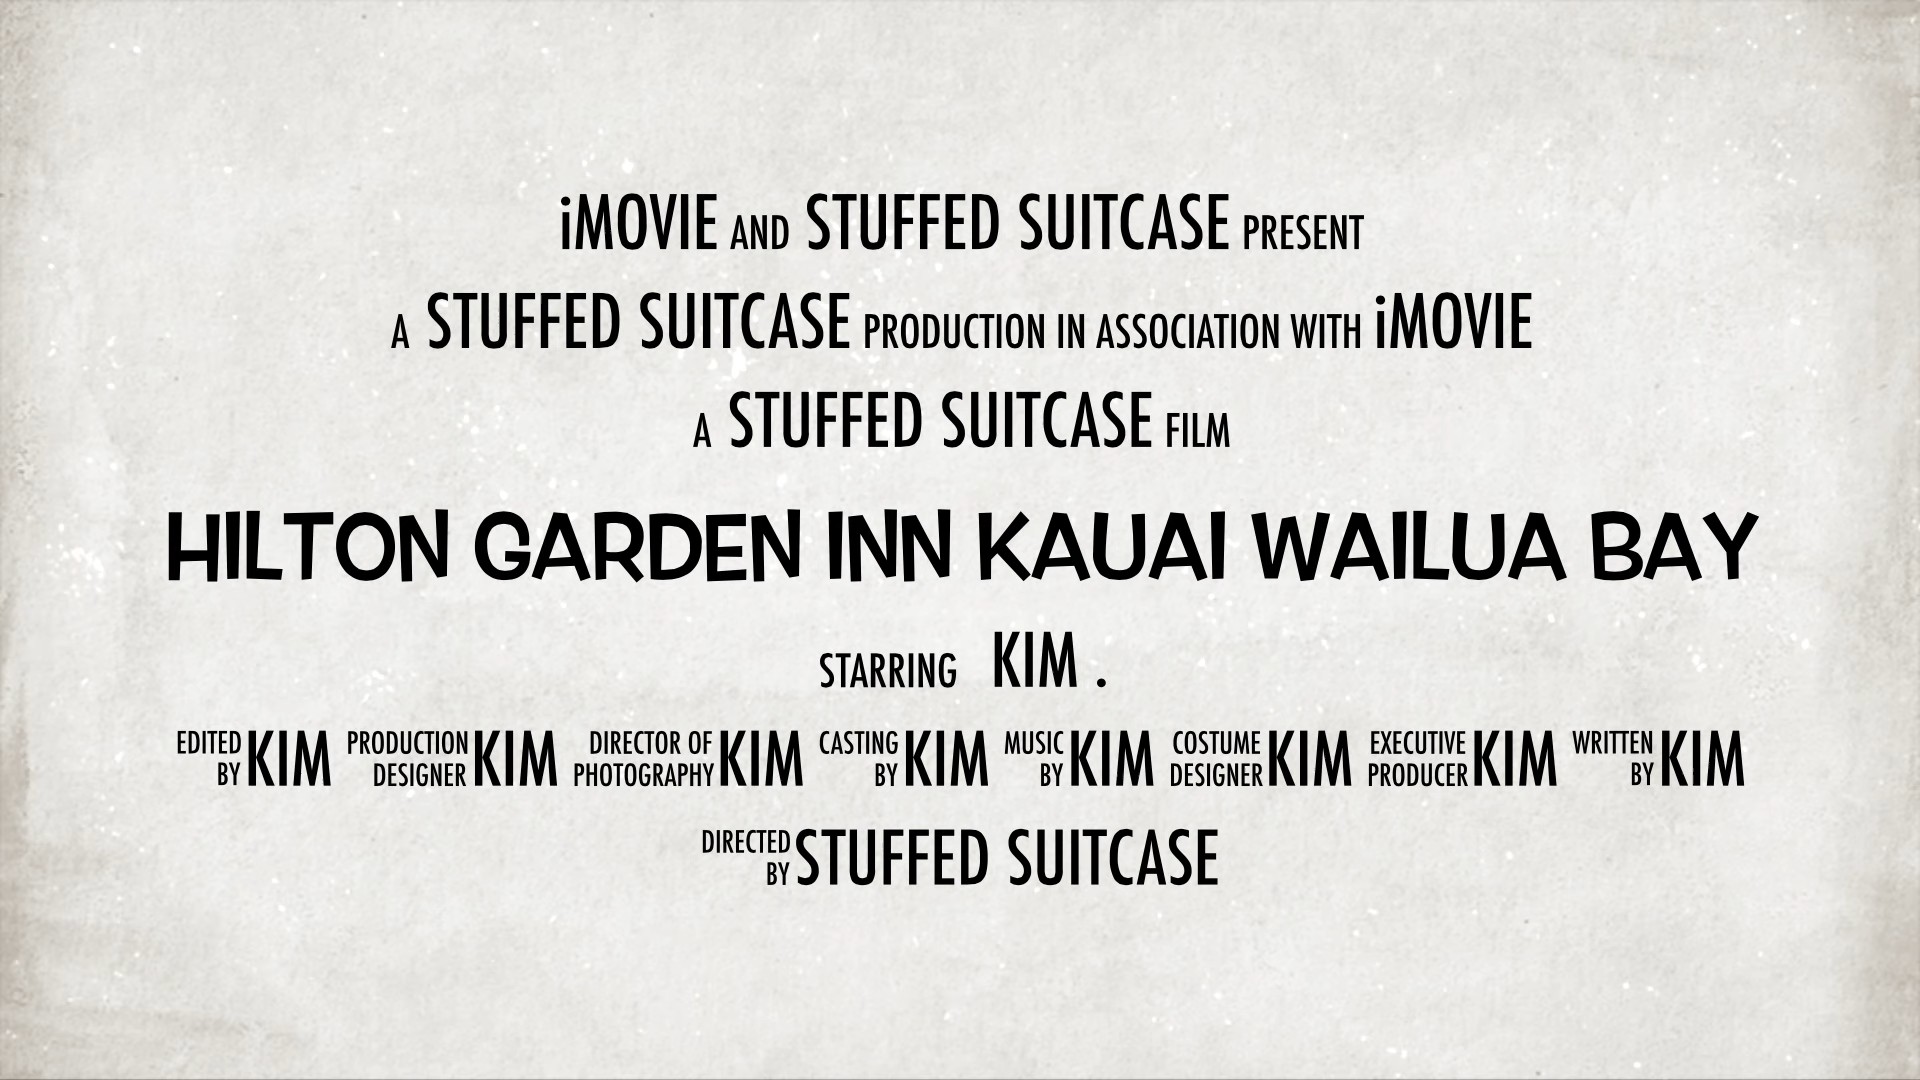 iMOVIE AND STUFFED SUITCASE PRESENT
A STUFFED SUITCASE PRODUCTION IN ASSOCIATION WITH iMOVIE
A STUFFED SUITCASE FILM
HILTON GARDEN INN KAUAI WAILUA BAY
STARRING KIM .
EDITED BY KIM PRODUCTION DESIGNER KIM DIRECTOR OF PHOTOGRAPHY KIM CASTING BY KIM MUSIC BY KIM COSTUME DESIGNER KIM EXECUTIVE PRODUCER KIM WRITTEN BY KIM
DIRECTED BY STUFFED SUITCASE